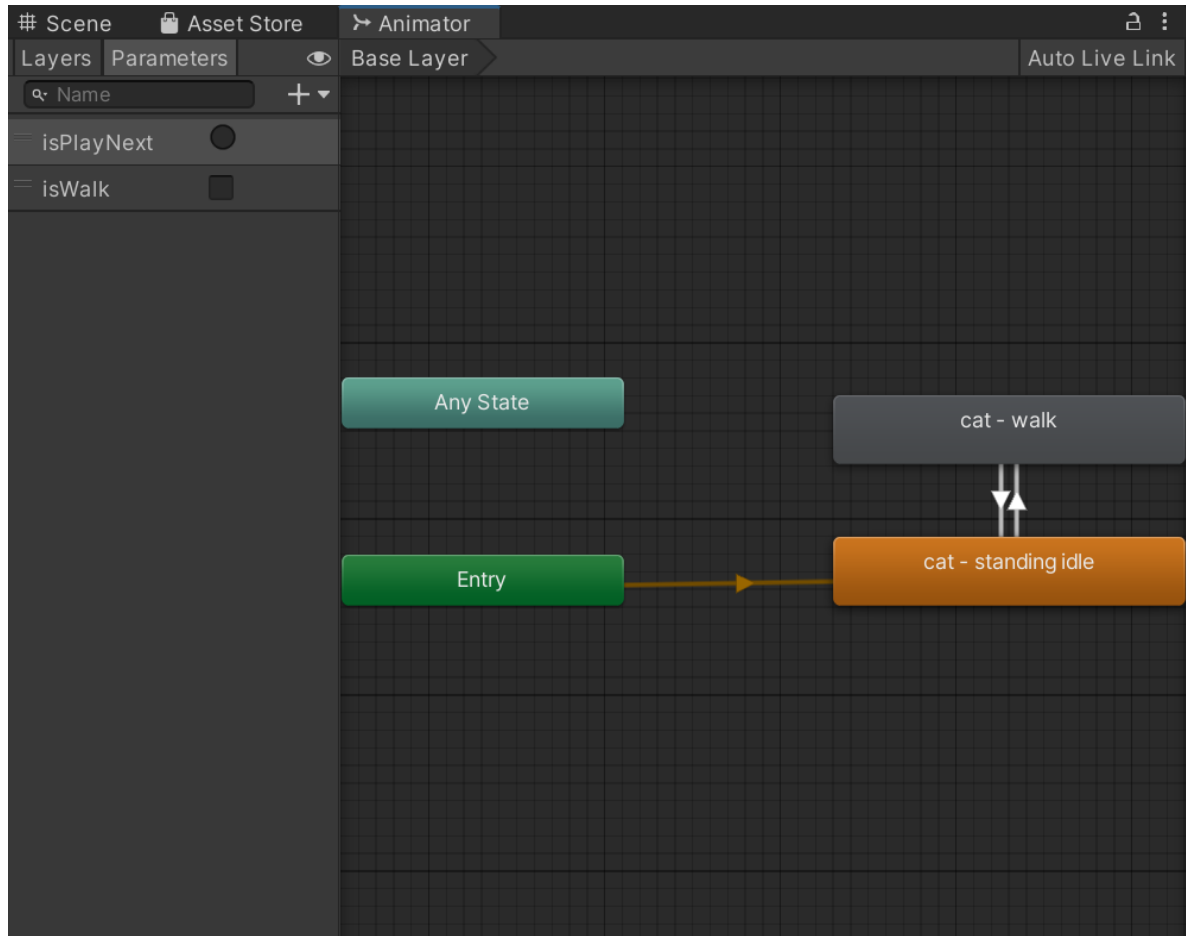 Scene Asset Store Animator
Layers Parameters Base Layer Auto Live Link
Name
isPlayNext
isWalk
Any State
cat - walk
cat - standing idle
Entry